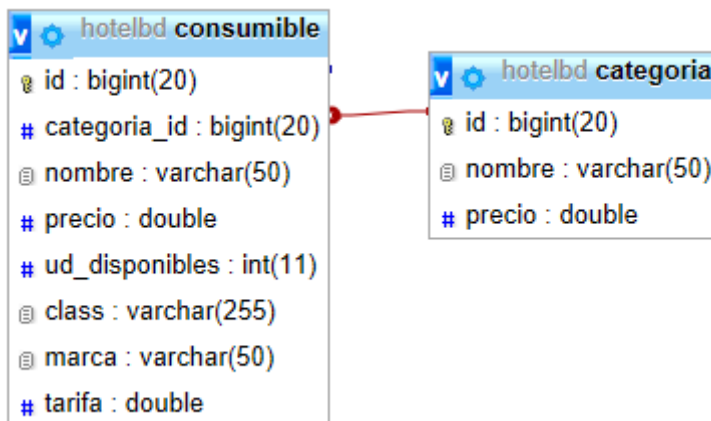 v hotelbd consumible
id : bigint(20)
# categoria_id : bigint(20)
nombre : varchar(50)
# precio : double
# ud_disponibles : int(11)
class : varchar(255)
marca : varchar(50)
# tarifa : double
v hotelbd categoria
id : bigint(20)
nombre : varchar(50)
# precio : double